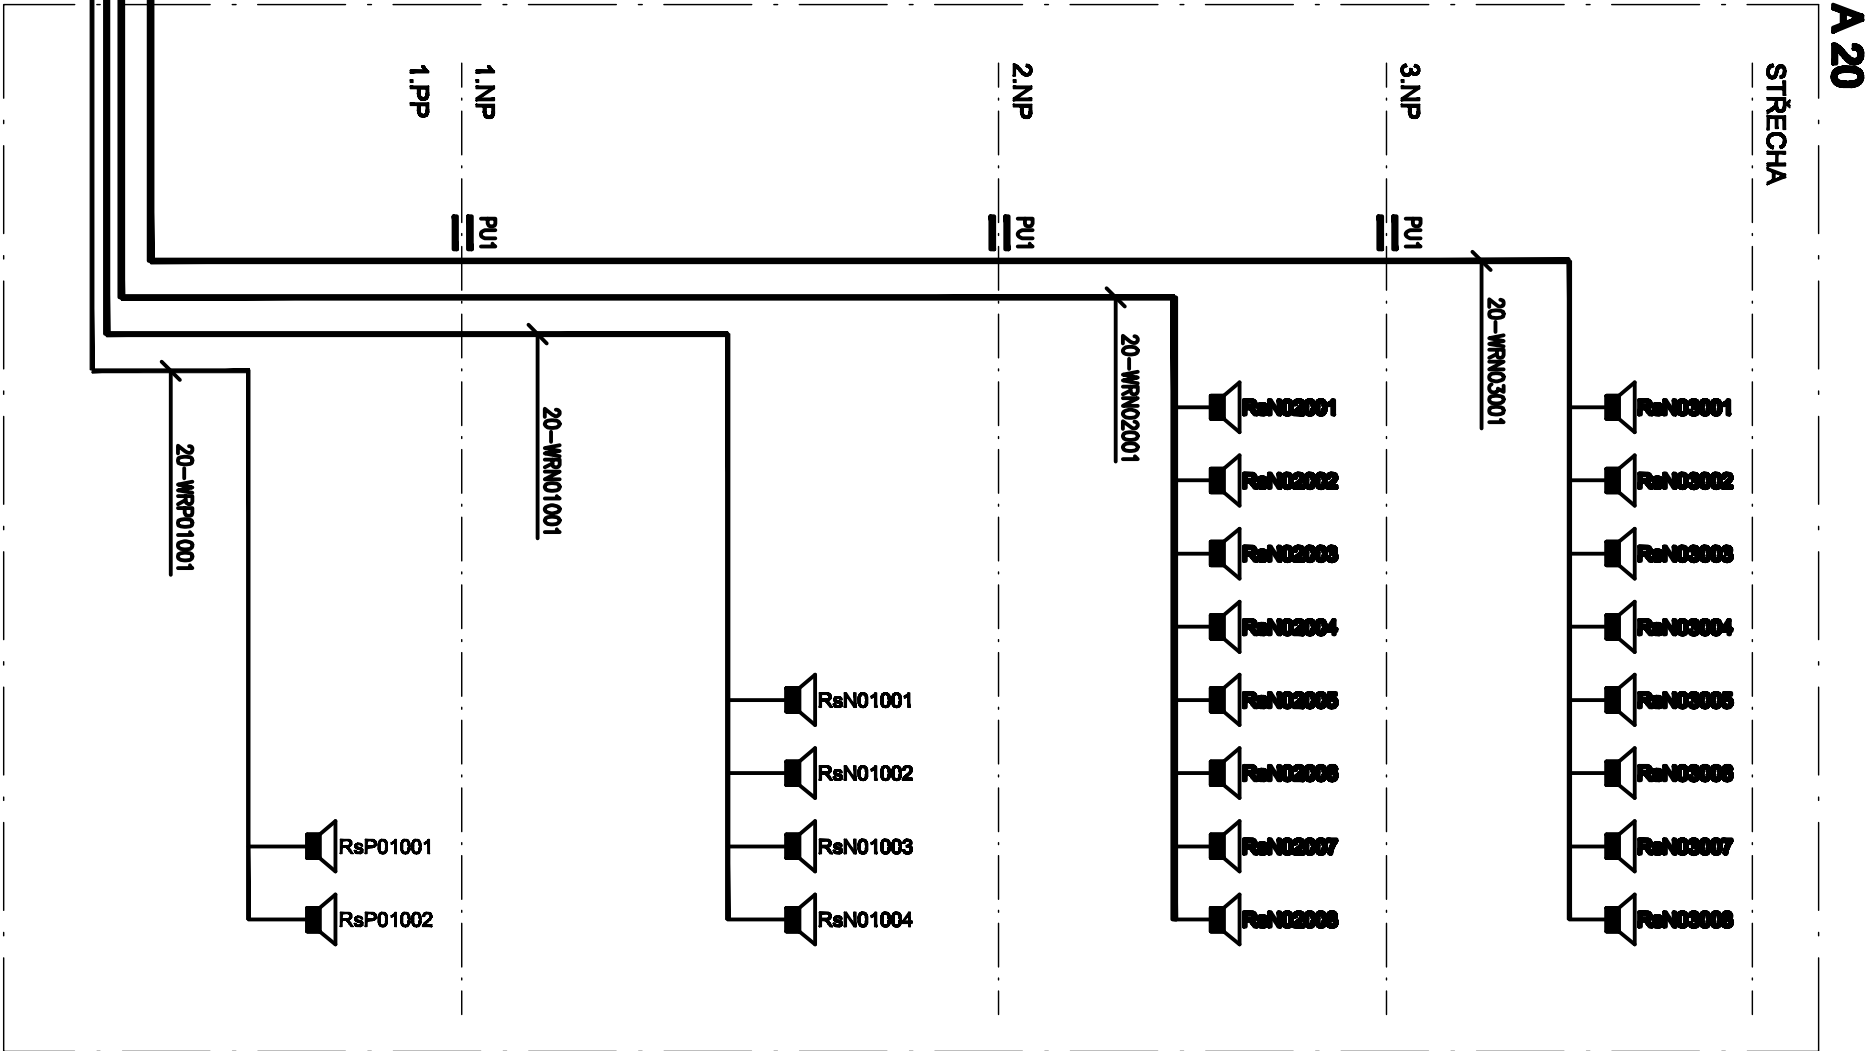 A 20
STŘECHA
3.NP
2.NP
1.NP
1.PP
PU1
PU1
PU1
20-WRN03001
20-WRN02001
20-WRN01001
20-WRP01001
RsN03001
RsN03002
RsN03003
RsN03004
RsN03005
RsN03006
RsN03007
RsN03008
RsN02001
RsN02002
RsN02003
RsN02004
RsN02005
RsN02006
RsN02007
RsN02008
RsN01001
RsN01002
RsN01003
RsN01004
RsP01001
RsP01002